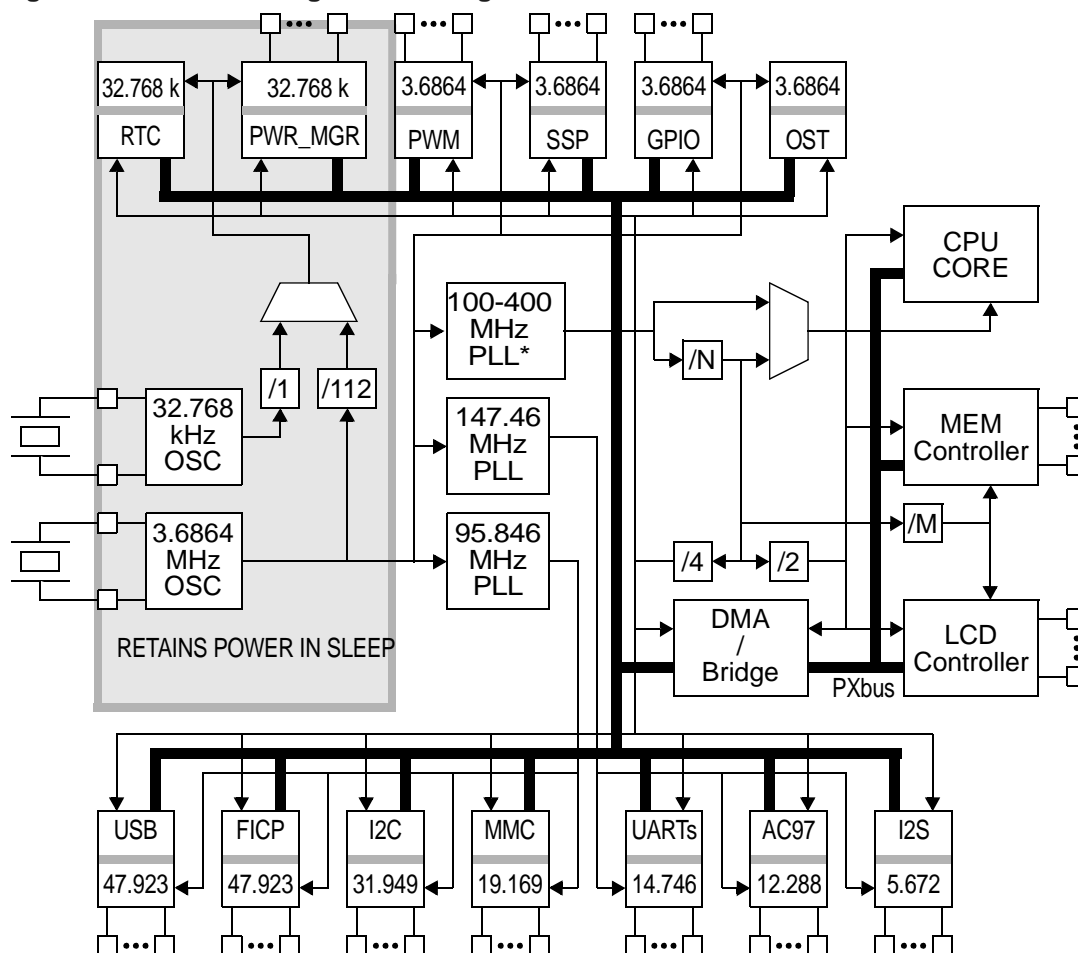 32.768 k
32.768 k
3.6864
3.6864
3.6864
3.6864
RTC
PWR_MGR
PWM
SSP
GPIO
OST
CPU
CORE
100-400
MHz
PLL*
/N
/1
/112
32.768
kHz
OSC
147.46
MHz
PLL
MEM
Controller
/M
3.6864
MHz
OSC
95.846
MHz
PLL
/4
/2
DMA
/
Bridge
LCD
Controller
RETAINS POWER IN SLEEP
PXbus
USB
FICP
I2C
MMC
UARTs
AC97
I2S
47.923
47.923
31.949
19.169
14.746
12.288
5.672